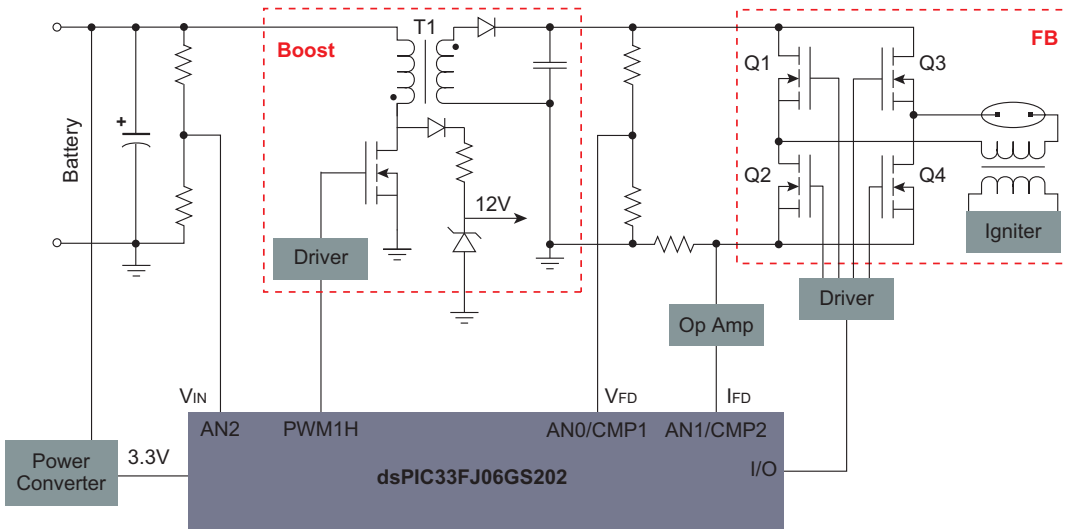 T1
Boost
FB
Q1
Q3
+
Battery
Q2
Q4
12V
Igniter
Driver
Driver
Op Amp
VIN
VFD
IFD
AN2
PWM1H
AN0/CMP1
AN1/CMP2
Power
Converter
3.3V
dsPIC33FJ06GS202
I/O